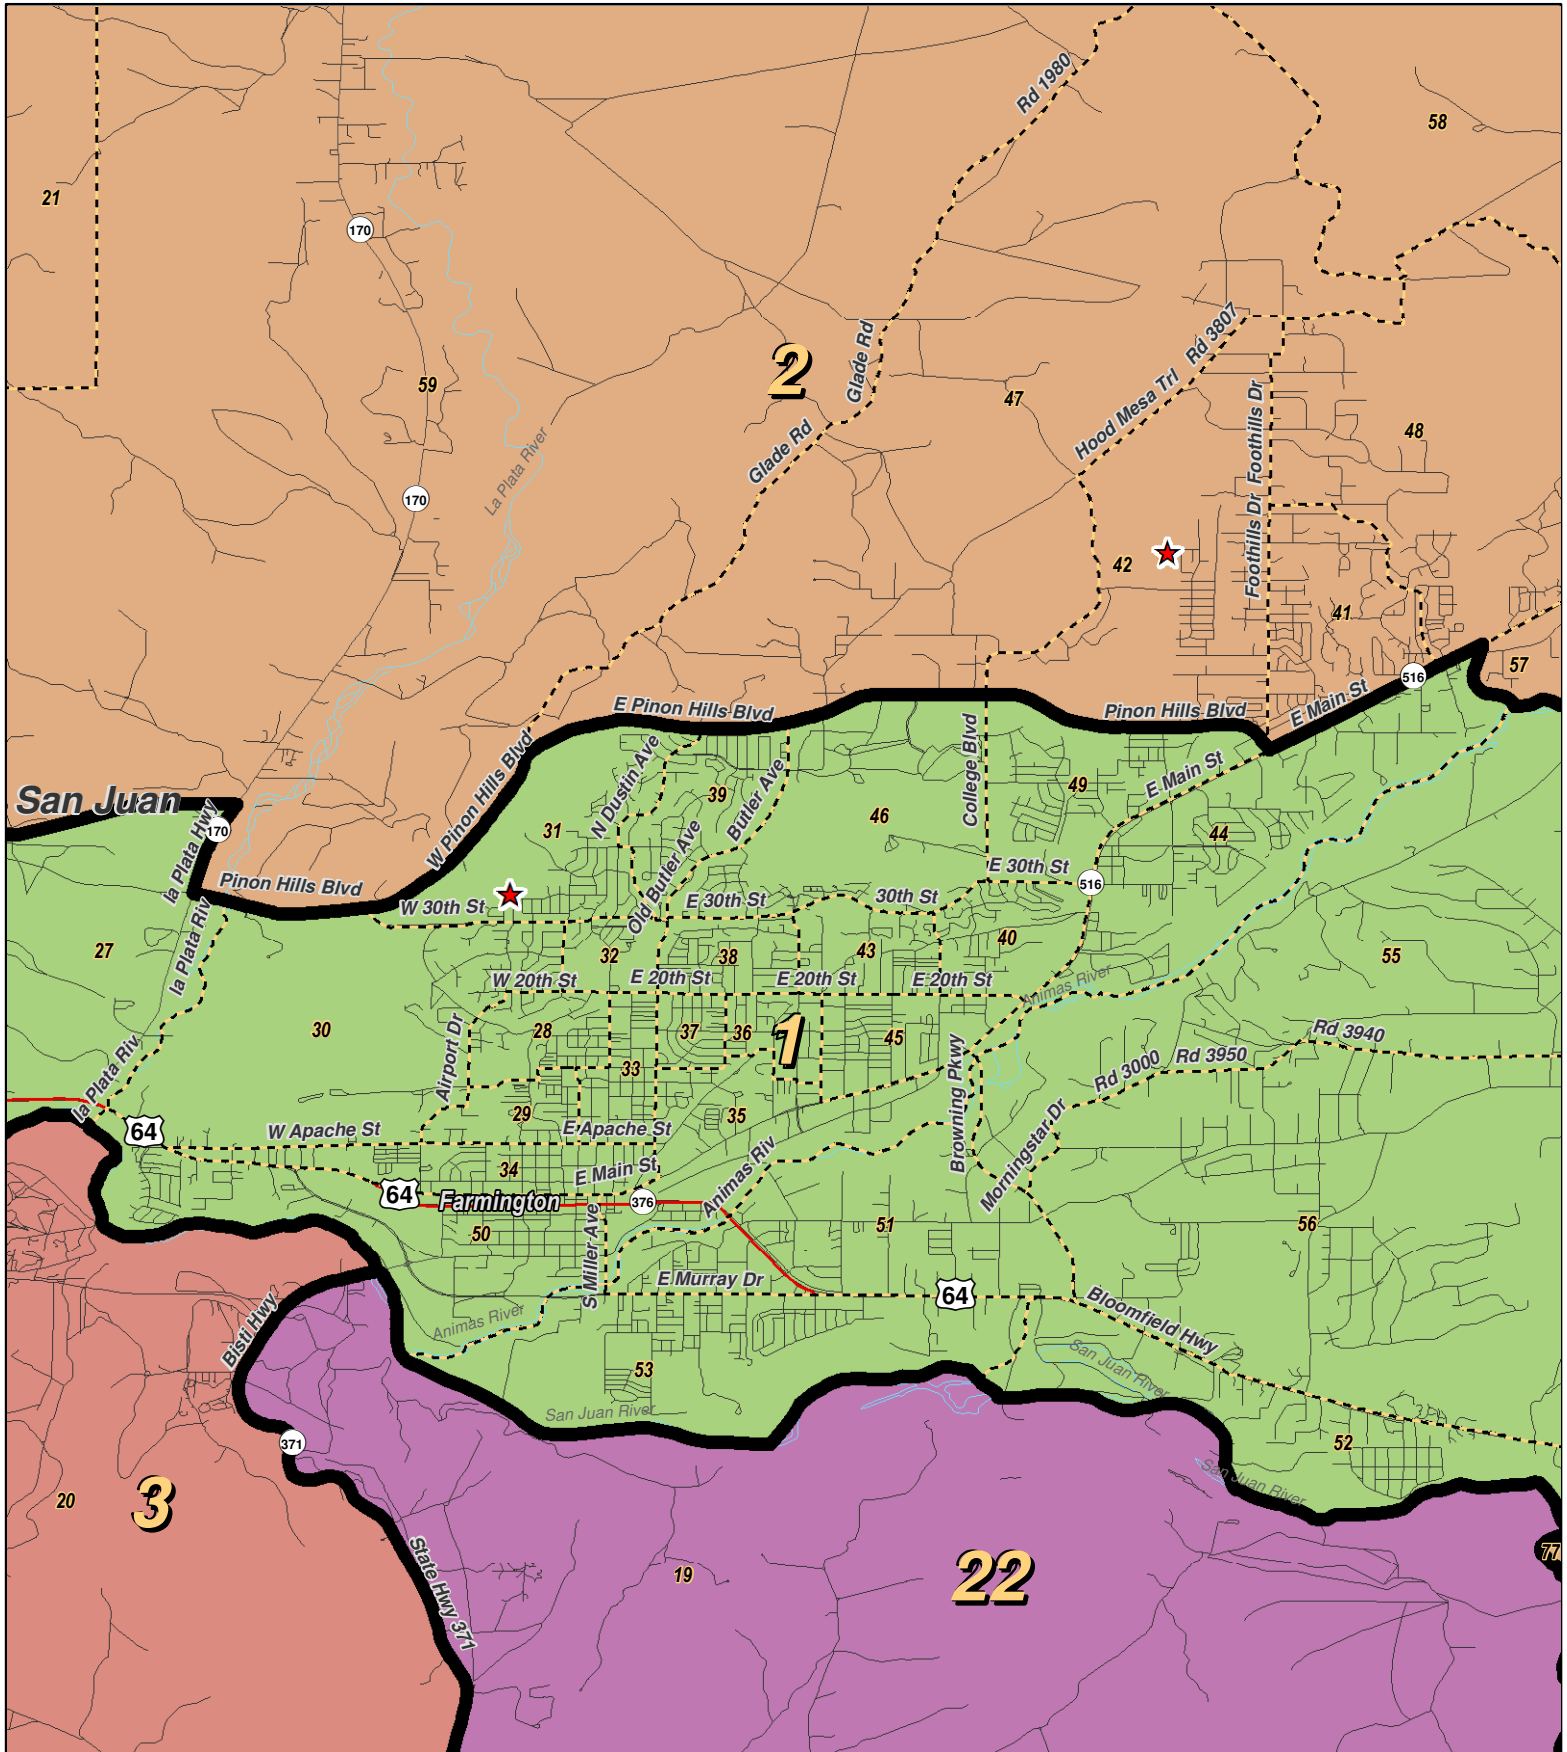 Rd 1980
58
21
170
59
2
Glade Rd
Rd 3807
Hood Mesa Trl
47
Foothills Dr
48
Glade Rd
La Plata River
170
Foothills Dr
42
41
57
516
E Pinon Hills Blvd
Pinon Hills Blvd
E Main St
W Pinon Hills Blvd
College Blvd
N Dustin Ave
Butler Ave
39
49
E Main St
San Juan
la Plata Hwy
170
31
46
44
Old Butler Ave
Pinon Hills Blvd
W 30th St
E 30th St
30th St
E 30th St
516
27
la Plata Riv
32
38
43
40
55
W 20th St
E 20th St
E 20th St
E 20th St
Animas River
30
Airport Dr
28
37
36
1
45
Rd 3940
Rd 3950
Rd 3000
33
la Plata Riv
29
35
Browning Pkwy
64
W Apache St
E Apache St
Morningstar Dr
34
E Main St
Animas Riv
64
Farmington
376
50
S Miller Ave
51
56
E Murray Dr
64
Bloomfield Hwy
Bisti Hwy
Animas River
San Juan River
53
San Juan River
371
52
San Juan River
20
3
State Hwy 371
19
22
77